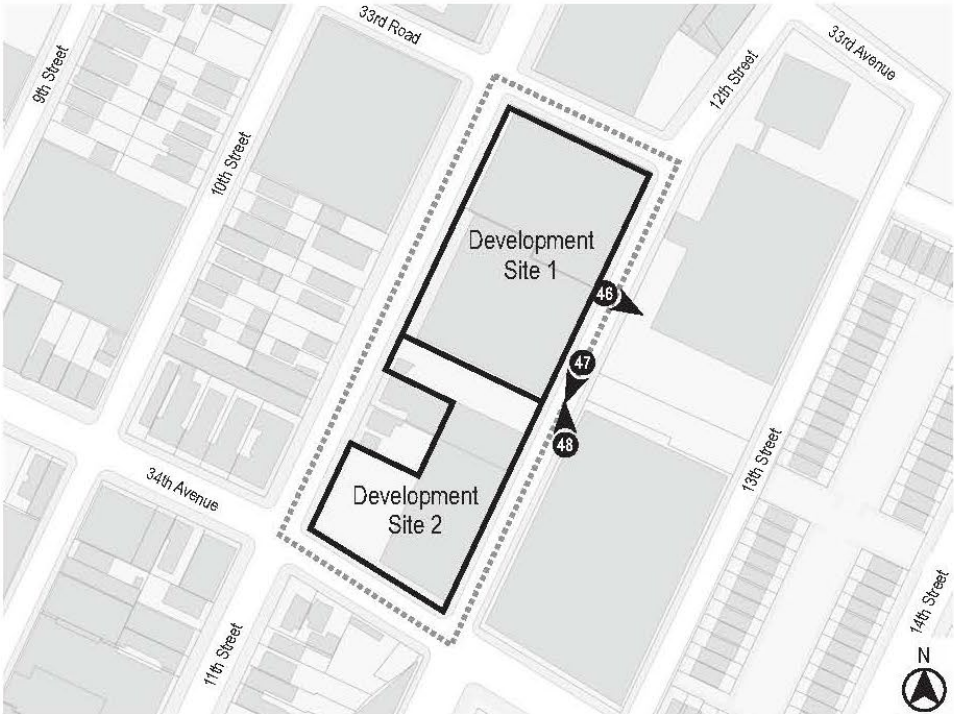 33rd Road
33rd Avenue
12th Street
9th Street
10th Street
Development
Site 1
46
47
48
13th Street
34th Avenue
Development
Site 2
14th Street
11th Street
N